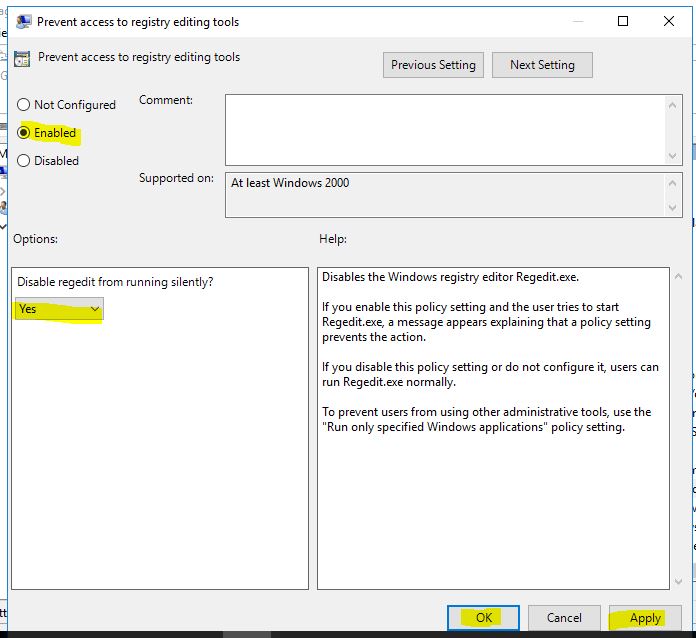 Prevent access to registry editing tools
Prevent access to registry editing tools
Previous Setting
Next Setting
Not Configured
Comment:
Enabled
Disabled
Supported on:
At least Windows 2000
Options:
Help:
Disable regedit from running silently?
Yes
Disables the Windows registry editor Regedit.exe.
If you enable this policy setting and the user tries to start
Regedit.exe, a message appears explaining that a policy setting
prevents the action.
If you disable this policy setting or do not configure it, users can
run Regedit.exe normally.
To prevent users from using other administrative tools, use the
"Run only specified Windows applications" policy setting.
OK
Cancel
Apply